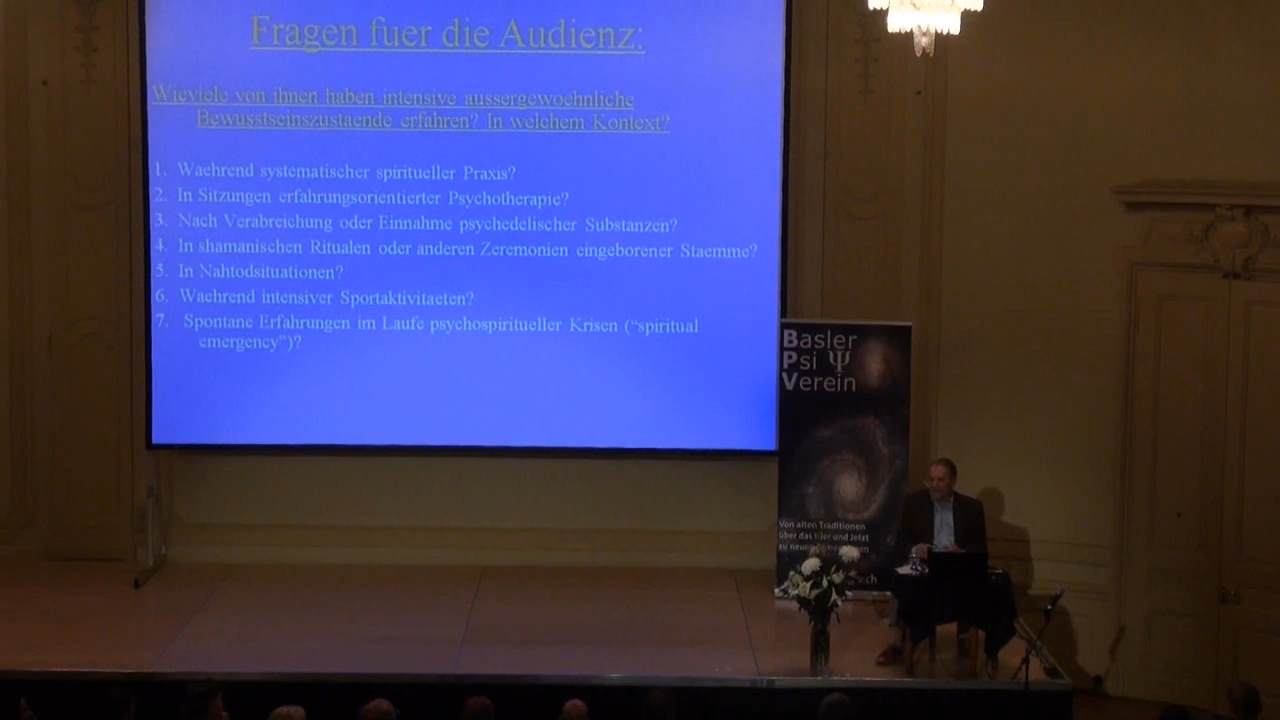 Fragen fuer die Audienz:
Wieviele von ihnen haben intensive aussergewoehnliche
Bewusstseinszustaende erfahren? In welchem Kontext?
1. Waehrend systematischer spiritueller Praxis?
2. In Sitzungen erfahrungsorientierter Psychotherapie?
3. Nach Verabreichung oder Einnahme psychedelischer Substanzen?
4. In shamanischen Ritualen oder anderen Zeremonien eingeborener Staemme?
5. In Nahtodsituationen?
6. Waehrend intensiver Sportaktivitaeten?
7. Spontane Erfahrungen im Laufe psychospiritueller Krisen ("spiritual
emergency")?
Basler
Psi Ψ
Verein
Von alten Traditionen
über das Hier und Jetzt
zu